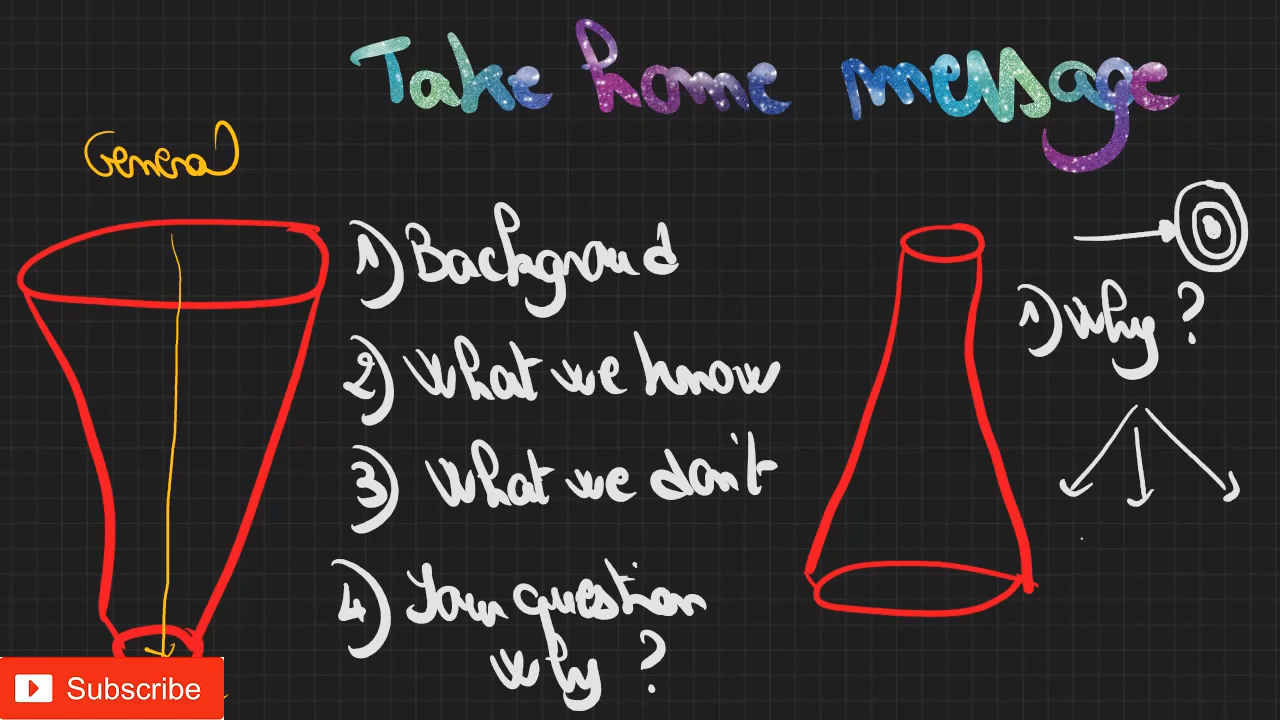 Take home message
General
1) Backgroud
2) What we know
3) What we don't
4) Your question
why ?
1) Why ?
Subscribe